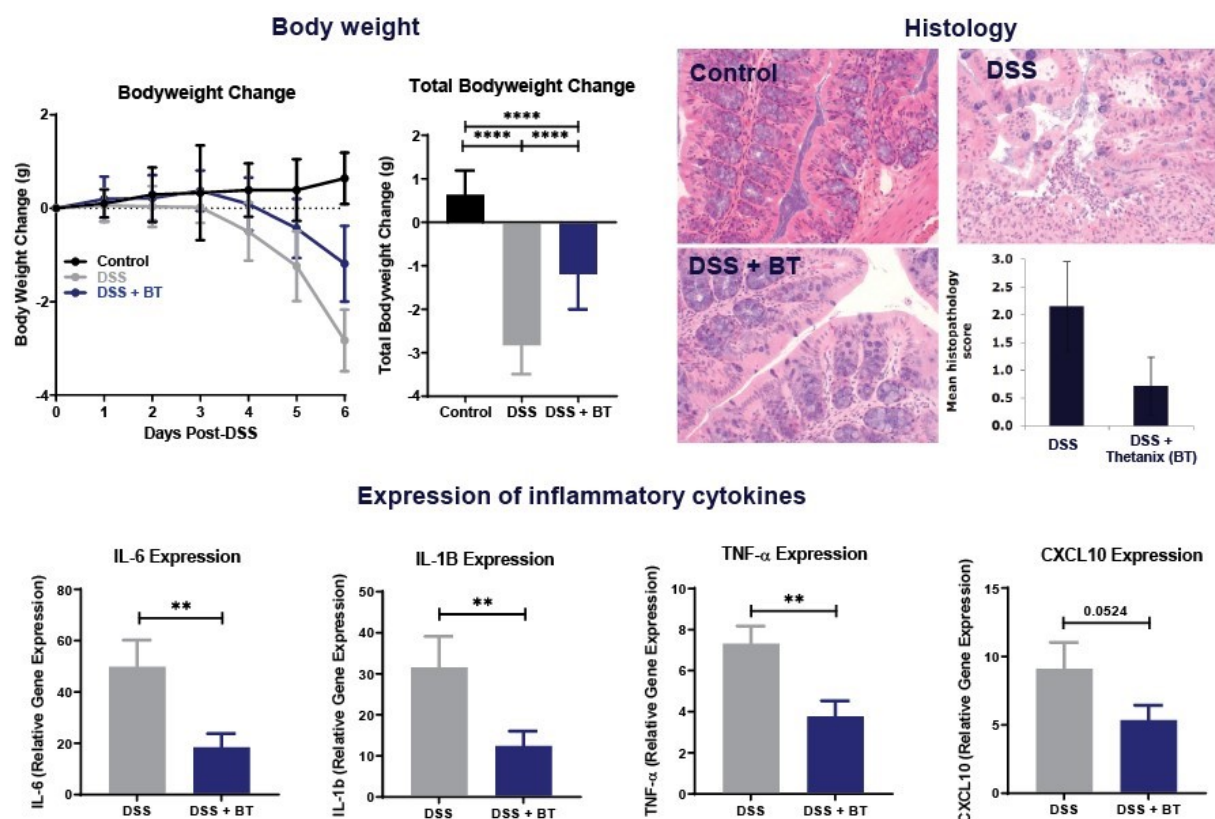 Body weight
Histology
Bodyweight Change
Body Weight Change (g)
2
0
-2
-4
Control
DSS
DSS + BT
0
1
2
3
4
5
6
Days Post-DSS
Total Bodyweight Change
Total Bodyweight Change (g)
2
1
0
-1
-2
-3
-4
****
**** ****
Control
DSS
DSS + BT
Control
DSS
DSS + BT
Mean histopathology
score
3.0
2.5
2.0
1.5
1.0
0.5
0.0
DSS
DSS +
Thetanix (BT)
Expression of inflammatory cytokines
IL-6 Expression
IL-6 (Relative Gene Expression)
80
60
40
20
0
**
DSS
DSS + BT
IL-1B Expression
IL-1b (Relative Gene Expression)
50
40
30
20
10
0
**
DSS
DSS + BT
TNF-α Expression
TNF-α (Relative Gene Expression)
10
8
6
4
2
0
**
DSS
DSS + BT
CXCL10 Expression
CXCL10 (Relative Gene Expression)
15
10
5
0
0.0524
DSS
DSS + BT